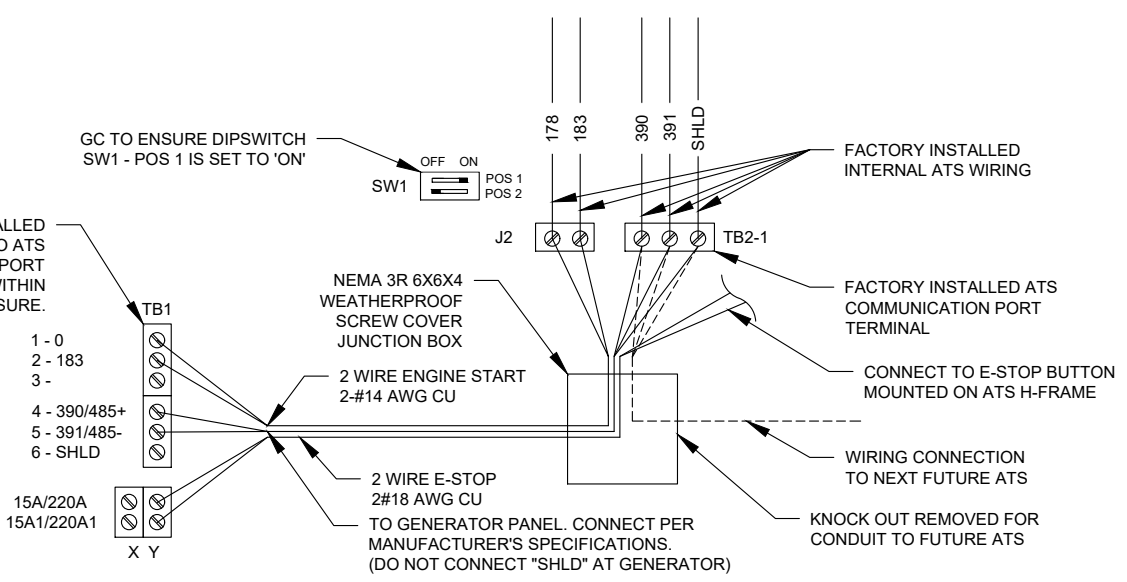 178
183
390
391
SHLD
GC TO ENSURE DIPSWITCH
SW1 - POS 1 IS SET TO 'ON'
OFF ON
SW1
POS 1
POS 2
FACTORY INSTALLED
INTERNAL ATS WIRING
J2
TB2-1
ALLED
O ATS
PORT
WITHIN
SURE.
TB1
NEMA 3R 6X6X4
WEATHERPROOF
SCREW COVER
JUNCTION BOX
FACTORY INSTALLED ATS
COMMUNICATION PORT
TERMINAL
1 - 0
2 - 183
3 -
4 - 390/485+
5 - 391/485-
6 - SHLD
2 WIRE ENGINE START
2-#14 AWG CU
CONNECT TO E-STOP BUTTON
MOUNTED ON ATS H-FRAME
WIRING CONNECTION
TO NEXT FUTURE ATS
2 WIRE E-STOP
2#18 AWG CU
15A/220A
15A1/220A1
X Y
TO GENERATOR PANEL. CONNECT PER
MANUFACTURER'S SPECIFICATIONS.
(DO NOT CONNECT "SHLD" AT GENERATOR)
KNOCK OUT REMOVED FOR
CONDUIT TO FUTURE ATS